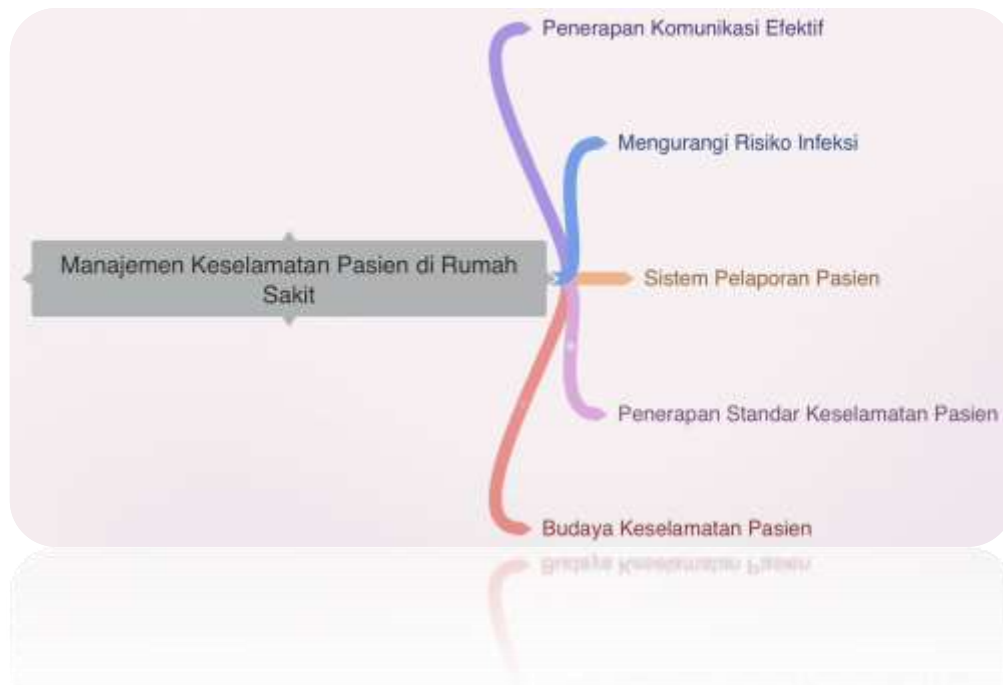 Penerapan Komunikasi Efektif
Mengurangi Risiko Infeksi
Manajemen Keselamatan Pasien di Rumah
Sakit
Sistem Pelaporan Pasien
Penerapan Standar Keselamatan Pasien
Budaya Keselamatan Pasien